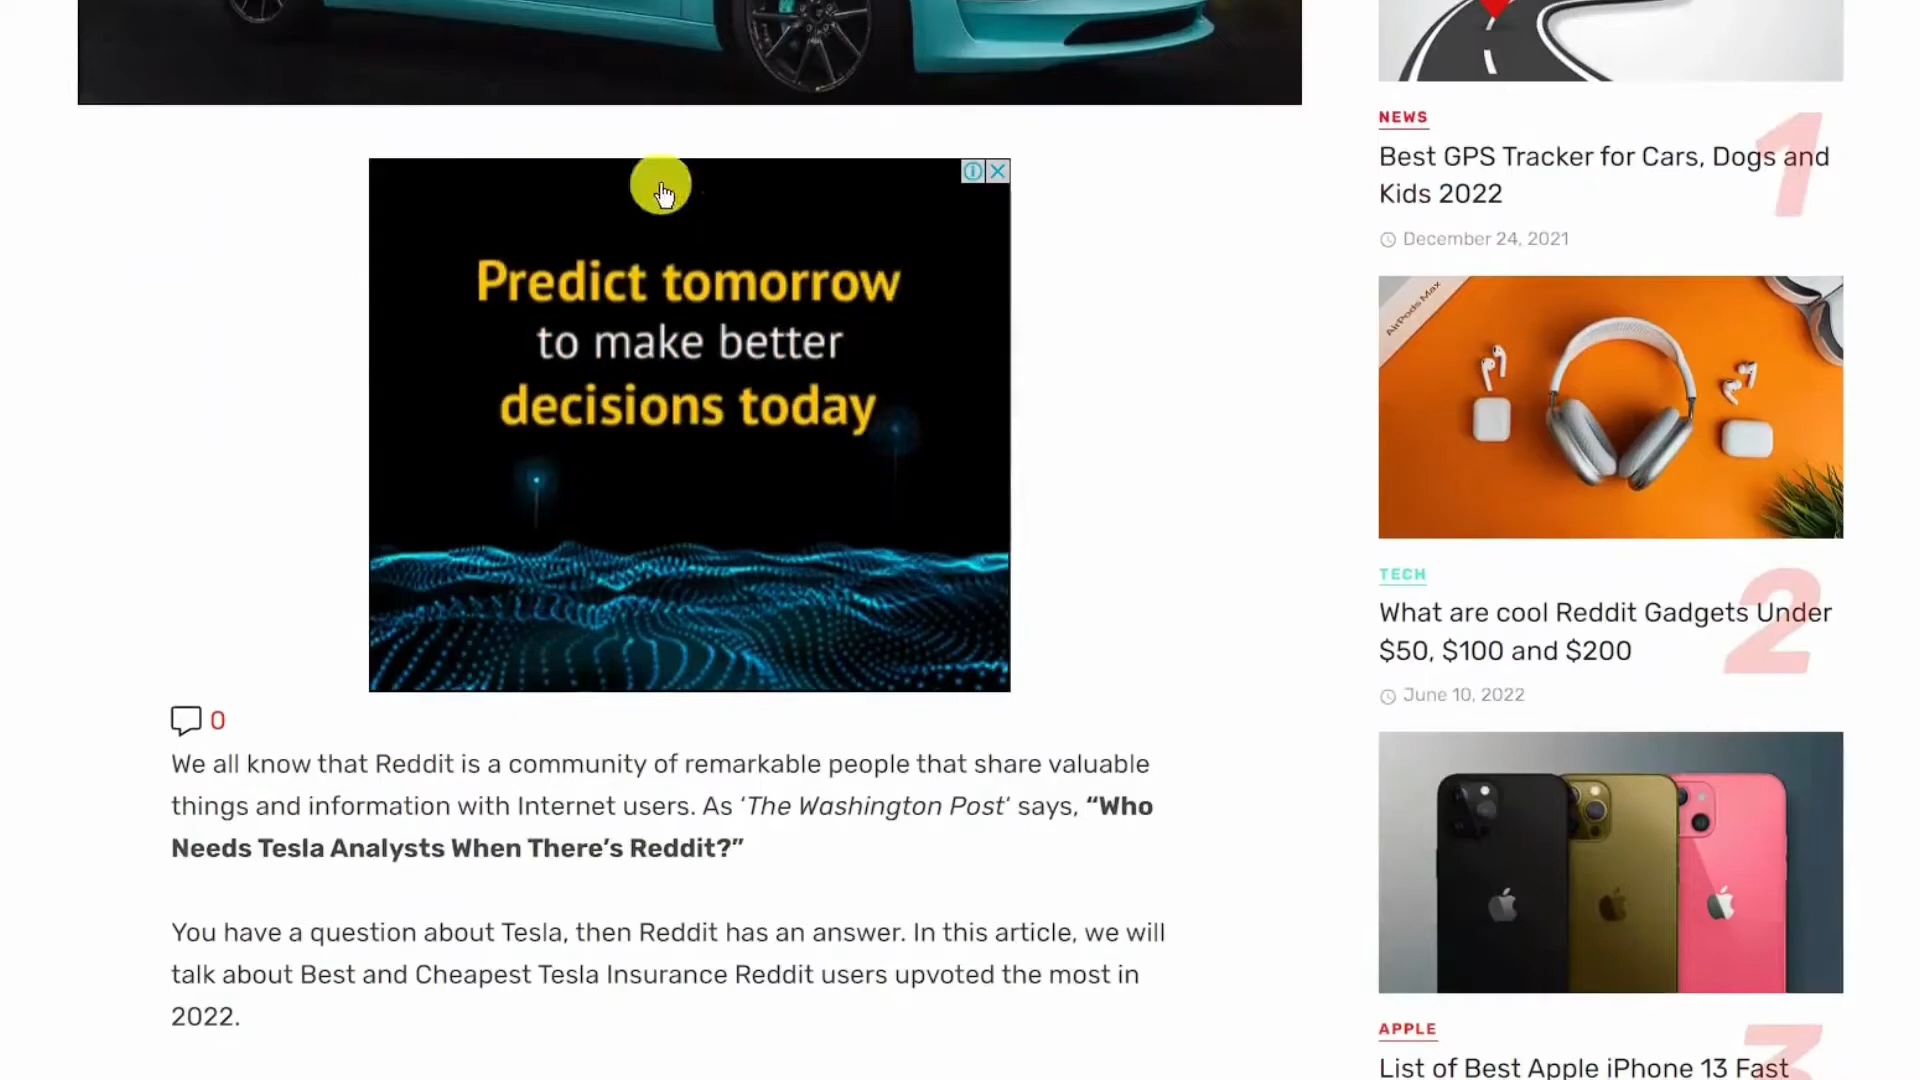 Predict tomorrow
to make better
decisions today
0
We all know that Reddit is a community of remarkable people that share valuable
things and information with Internet users. As ‘The Washington Post‘ says, “Who
Needs Tesla Analysts When There’s Reddit?”
You have a question about Tesla, then Reddit has an answer. In this article, we will
talk about Best and Cheapest Tesla Insurance Reddit users upvoted the most in
2022.
NEWS
1
Best GPS Tracker for Cars, Dogs and
Kids 2022
December 24, 2021
AirPods Max
TECH
2
What are cool Reddit Gadgets Under
$50, $100 and $200
June 10, 2022
APPLE
3
List of Best Apple iPhone 13 Fast